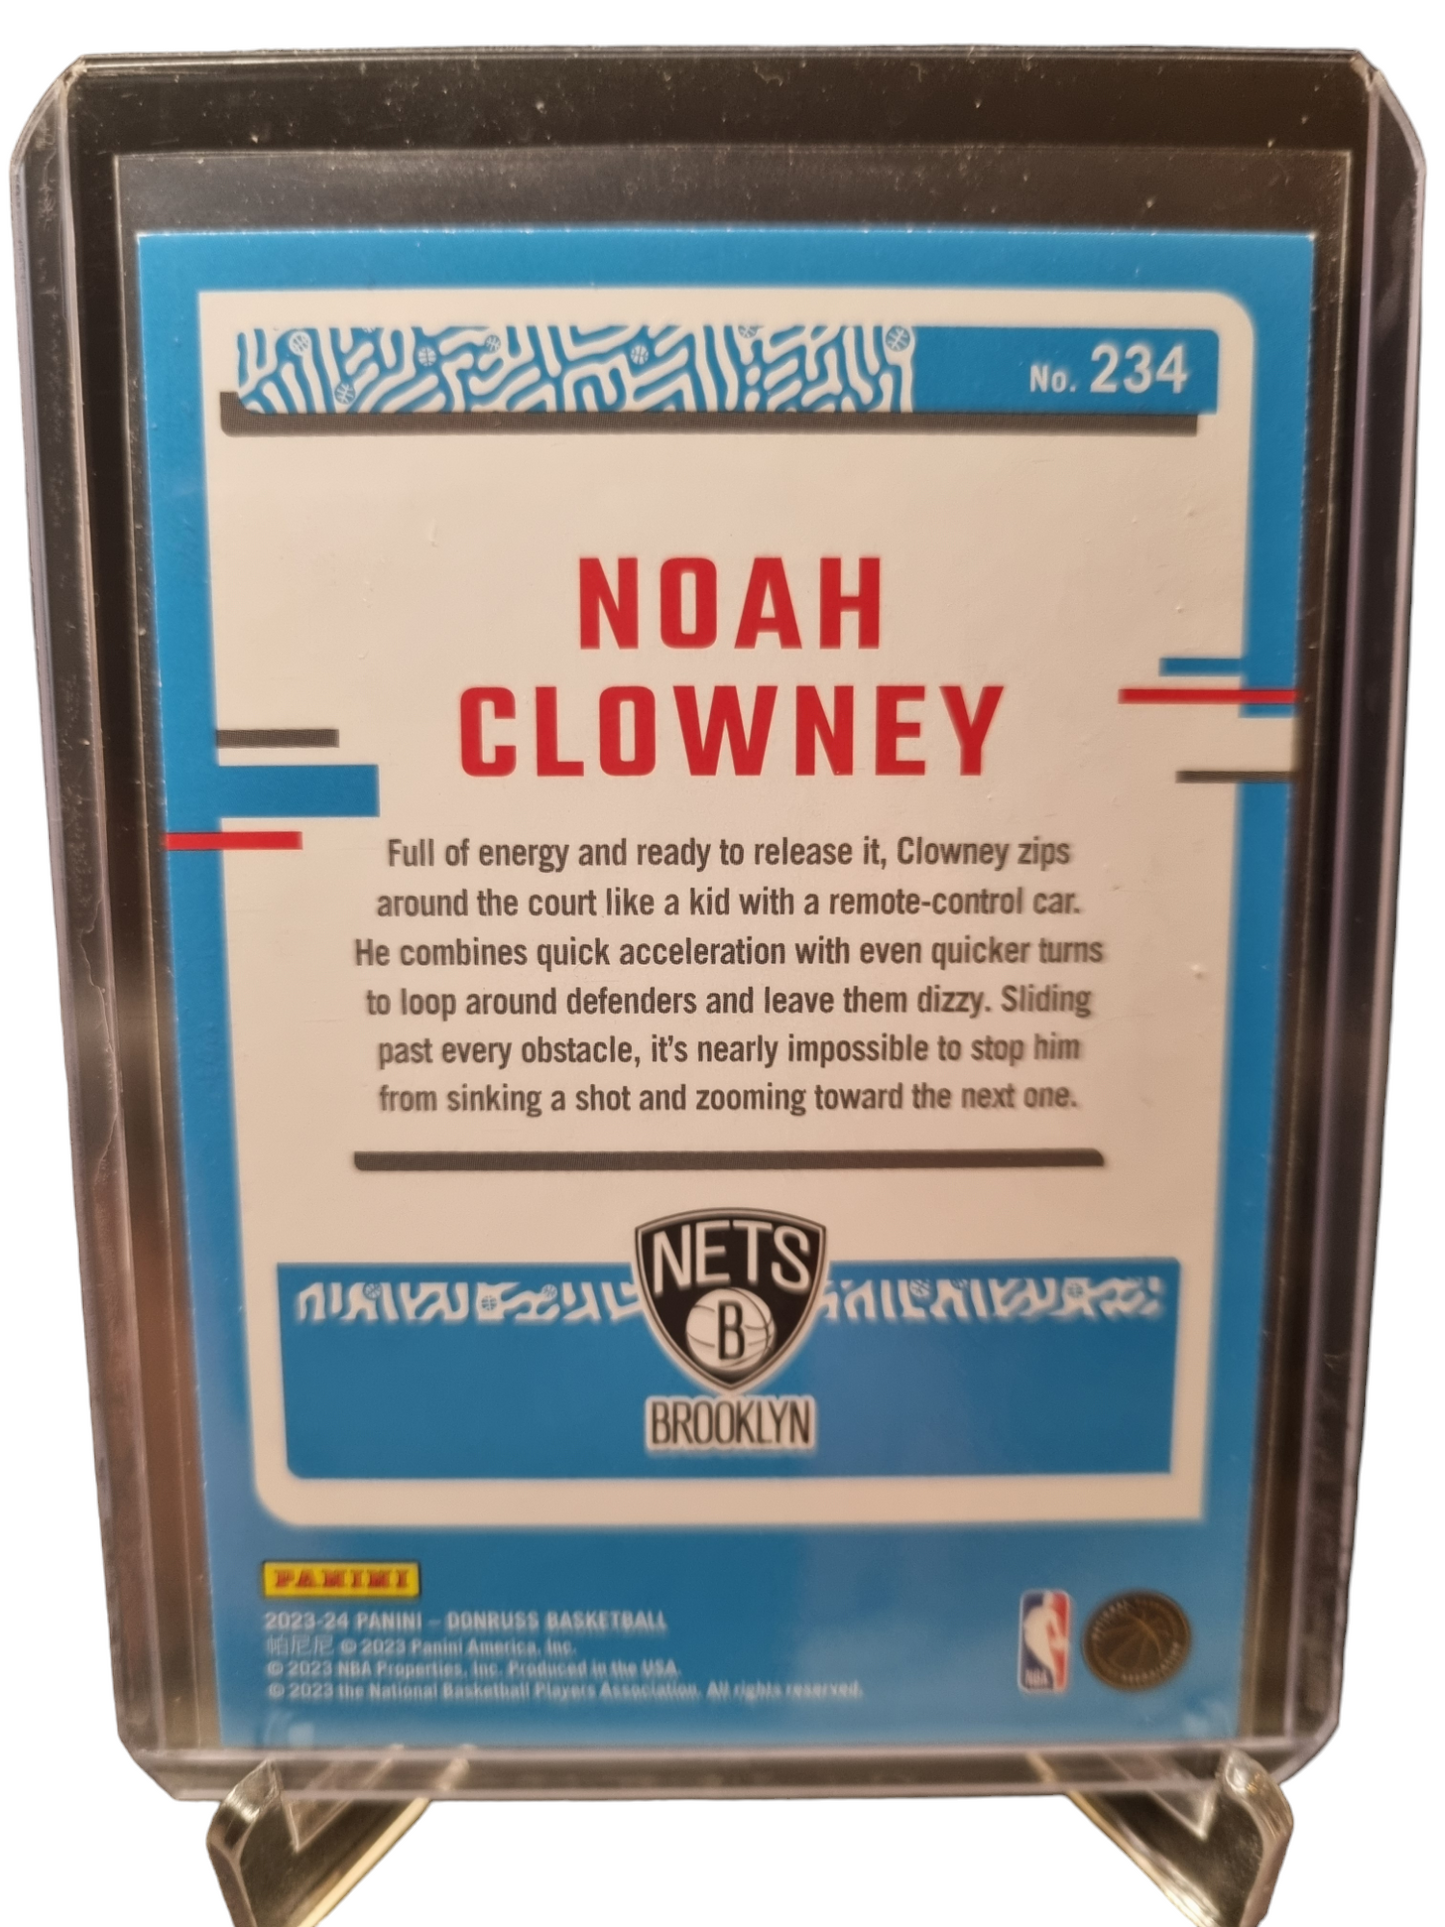 No. 234
NOAH
CLOWNEY
Full of energy and ready to release it, Clowney zips
around the court like a kid with a remote-control car.
He combines quick acceleration with even quicker turns
to loop around defenders and leave them dizzy. Sliding
past every obstacle, it's nearly impossible to stop him
from sinking a shot and zooming toward the next one.
NETS
B
BROOKLYN
PANINI
2023-24 PANINI – DONRUSS BASKETBALL
帕尼尼 © 2023 Panini America, Inc.
© 2023 NBA Properties, Inc. Produced in the USA.
© 2023 the National Basketball Players Association. All rights reserved.
NBA